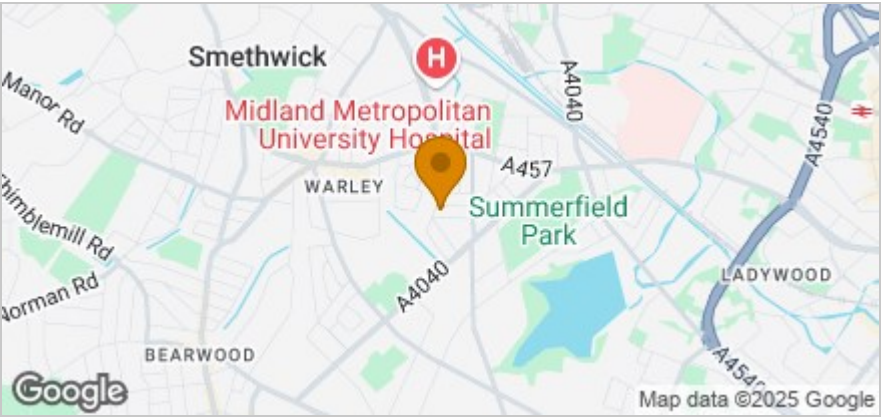 Smethwick
H
A4040
Manor Rd
Midland Metropolitan
University Hospital
A4540
A457
WARLEY
Summerfield
Park
Thimblemill Rd
LADYWOOD
A4040
Norman Rd
BEARWOOD
A4540
Google
Map data ©2025 Google